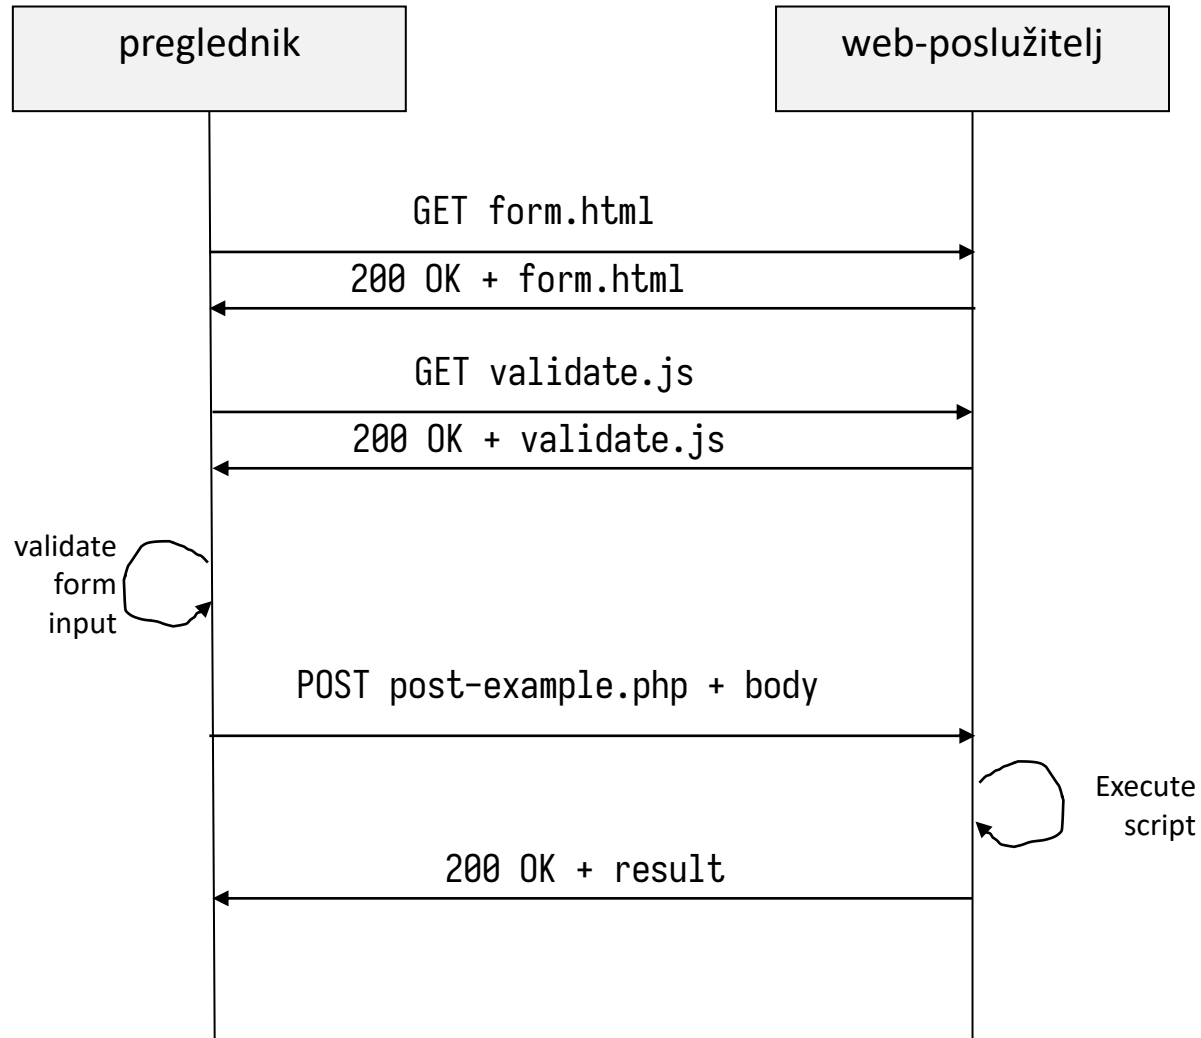 preglednik
web-poslužitelj
GET form.html
200 OK + form.html
GET validate.js
200 OK + validate.js
validate
form
input
POST post-example.php + body
Execute
script
200 OK + result